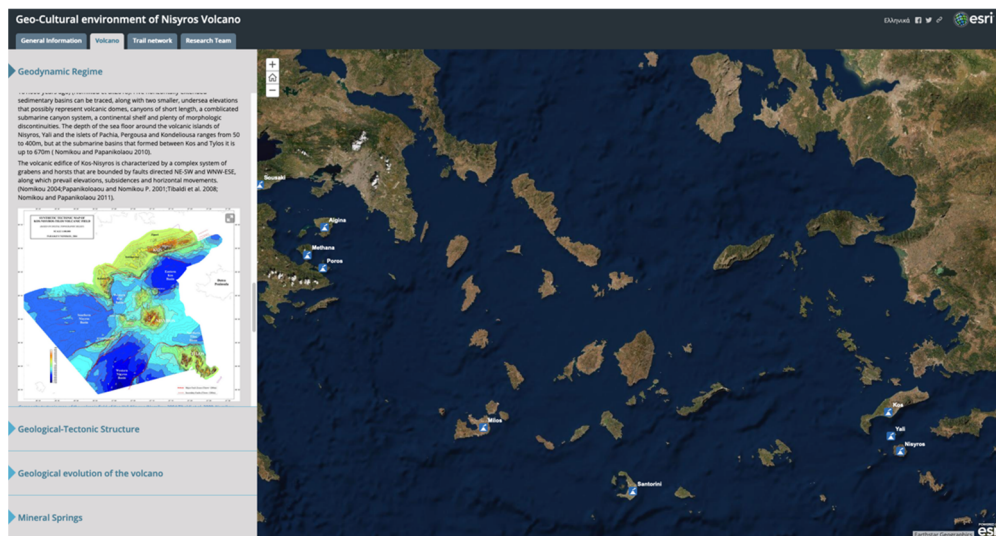 Geo-Cultural environment of Nisyros Volcano
Ελληνικά
esri
General Information
Volcano
Trail network
Research Team
Geodynamic Regime
sedimentary basins can be traced, along with two smaller, undersea elevations
that possibly represent volcanic domes, canyons of short length, a complicated
submarine canyon system, a continental shelf and plenty of morphologic
discontinuities. The depth of the sea floor around the volcanic islands of
Nisyros, Yali and the islets of Pachia, Pergousa and Kondeliousa ranges from 50
to 400m, but at the submarine basins that formed between Kos and Tylos it is
up to 670m ( Nomikou and Papanikolaou 2010).
The volcanic edifice of Kos-Nisyros is characterized by a complex system of
grabens and horsts that are bounded by faults directed NE-SW and WNW-ESE,
along which prevail elevations, subsidences and horizontal movements.
(Nomikou 2004;Papanikoloaou and Nomikou P. 2001;Tibaldi et al. 2008;
Nomikou and Papanikolaou 2011).
Geological-Tectonic Structure
Geological evolution of the volcano
Mineral Springs
+
−
Sousaki
Aigina
Methana
Poros
Milos
Santorini
Kos
Yali
Nisyros
Earthstar Geographics
esri